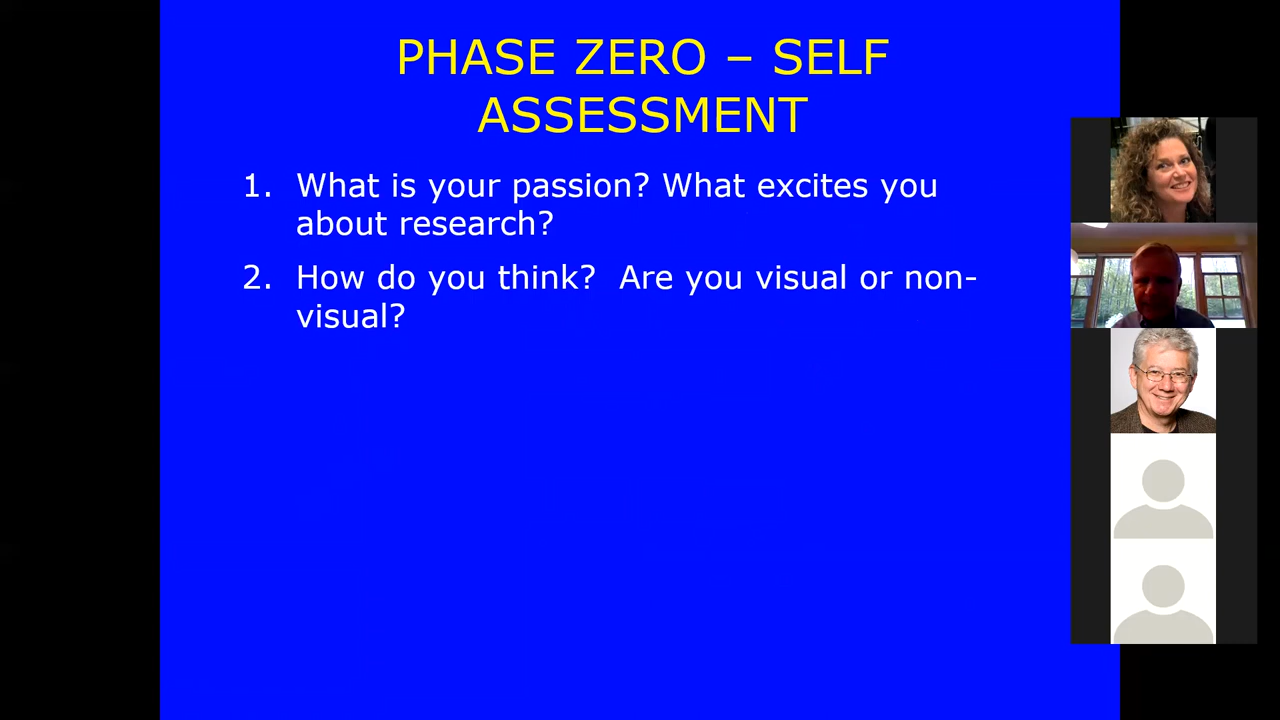 PHASE ZERO – SELF
ASSESSMENT
1. What is your passion? What excites you
about research?
2. How do you think?  Are you visual or non-
visual?